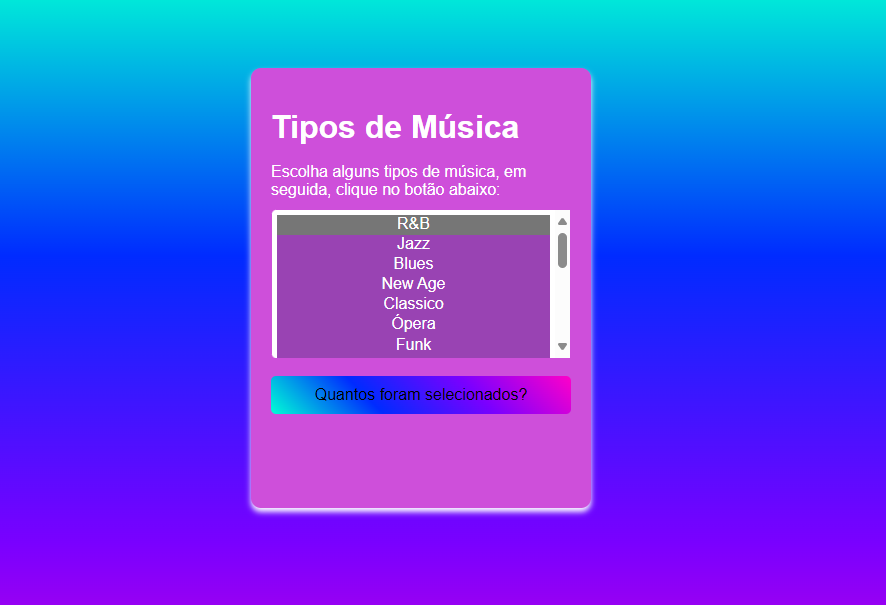 Tipos de Música
Escolha alguns tipos de música, em
seguida, clique no botão abaixo:
R&B
Jazz
Blues
New Age
Classico
Ópera
Funk
Quantos foram selecionados?